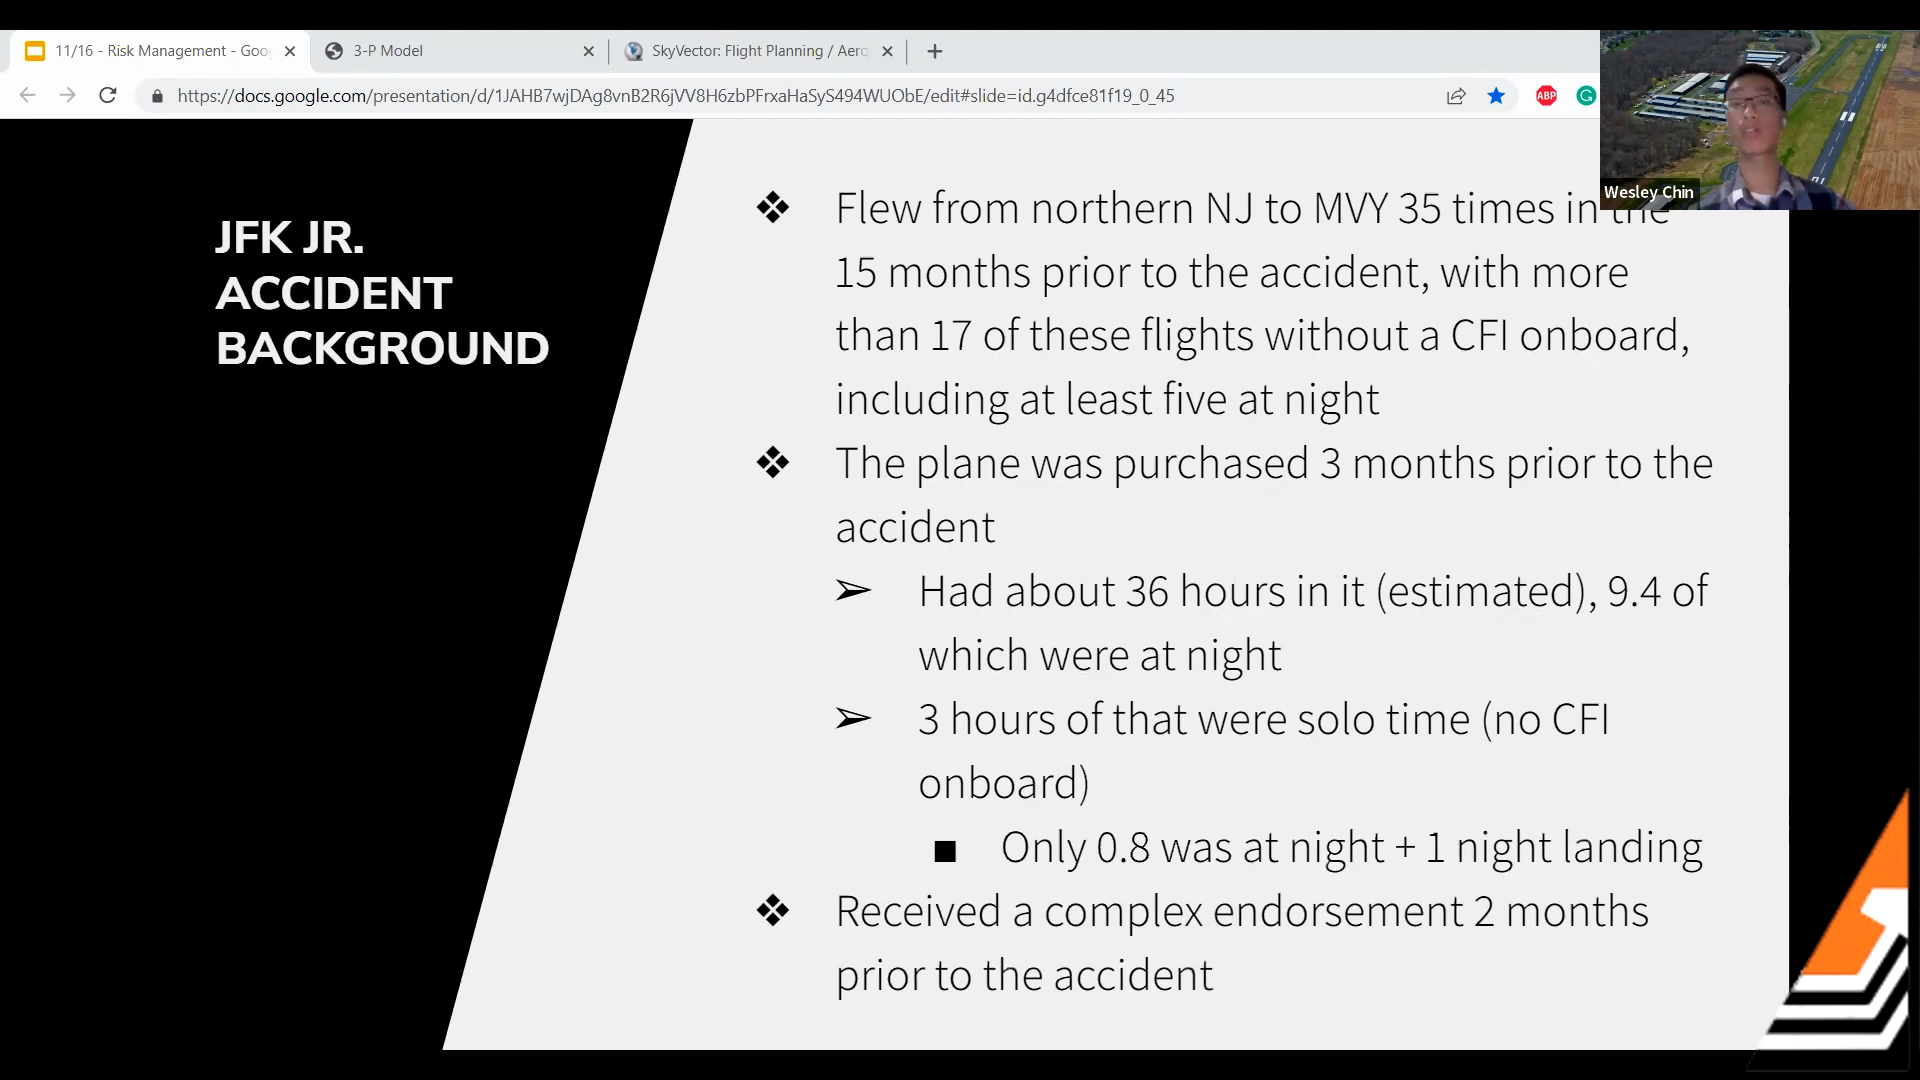 11/16 - Risk Management - Goo
3-P Model
SkyVector: Flight Planning / Aero
https://docs.google.com/presentation/d/1JAHB7wjDAg8vnB2R6jVV8H6zbPFrxaHaSyS494WUObE/edit#slide=id.g4dfce81f19_0_45
ABP
Wesley Chin
JFK JR.
ACCIDENT
BACKGROUND
❖ Flew from northern NJ to MVY 35 times in the
15 months prior to the accident, with more
than 17 of these flights without a CFI onboard,
including at least five at night
❖ The plane was purchased 3 months prior to the
accident
➢ Had about 36 hours in it (estimated), 9.4 of
which were at night
➢ 3 hours of that were solo time (no CFI
onboard)
■ Only 0.8 was at night + 1 night landing
❖ Received a complex endorsement 2 months
prior to the accident